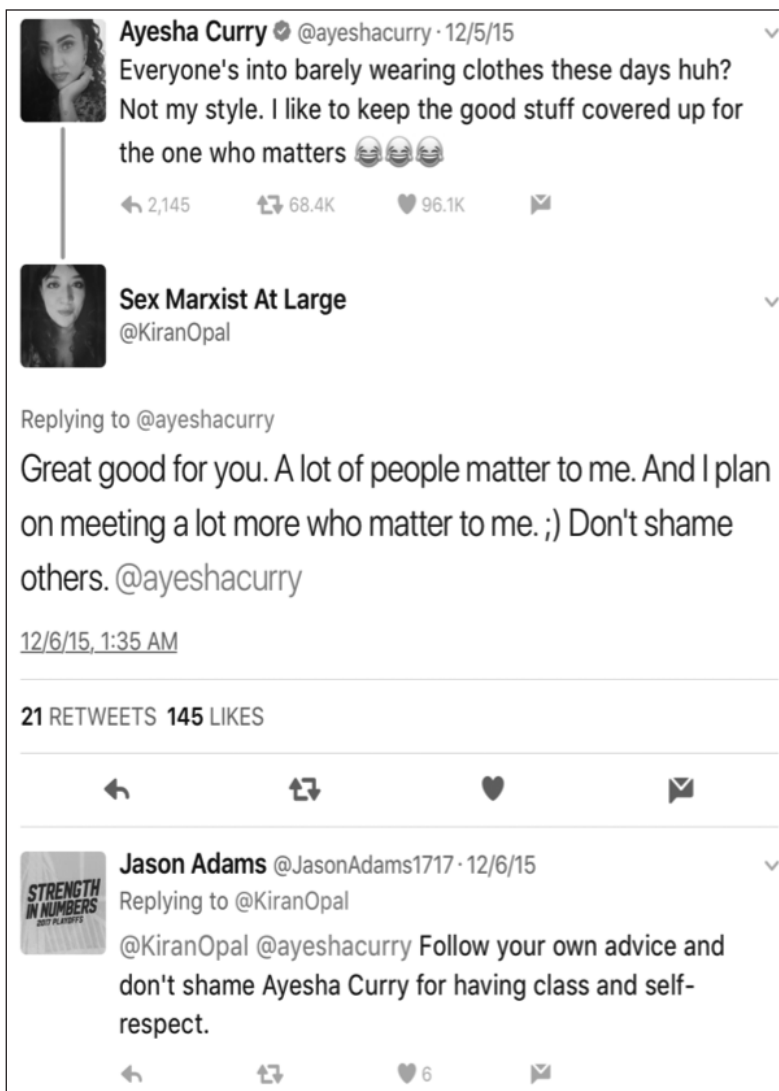 Ayesha Curry @ayeshacurry · 12/5/15
Everyone's into barely wearing clothes these days huh?
Not my style. I like to keep the good stuff covered up for
the one who matters 😂😂😂
2,145 68.4K 96.1K
Sex Marxist At Large
@KiranOpal
Replying to @ayeshacurry
Great good for you. A lot of people matter to me. And I plan
on meeting a lot more who matter to me. ;) Don't shame
others. @ayeshacurry
12/6/15, 1:35 AM
21 RETWEETS 145 LIKES
STRENGTH
IN NUMBERS
2017 PLAYOFFS
Jason Adams @JasonAdams1717 · 12/6/15
Replying to @KiranOpal
@KiranOpal @ayeshacurry Follow your own advice and
don't shame Ayesha Curry for having class and self-
respect.
6